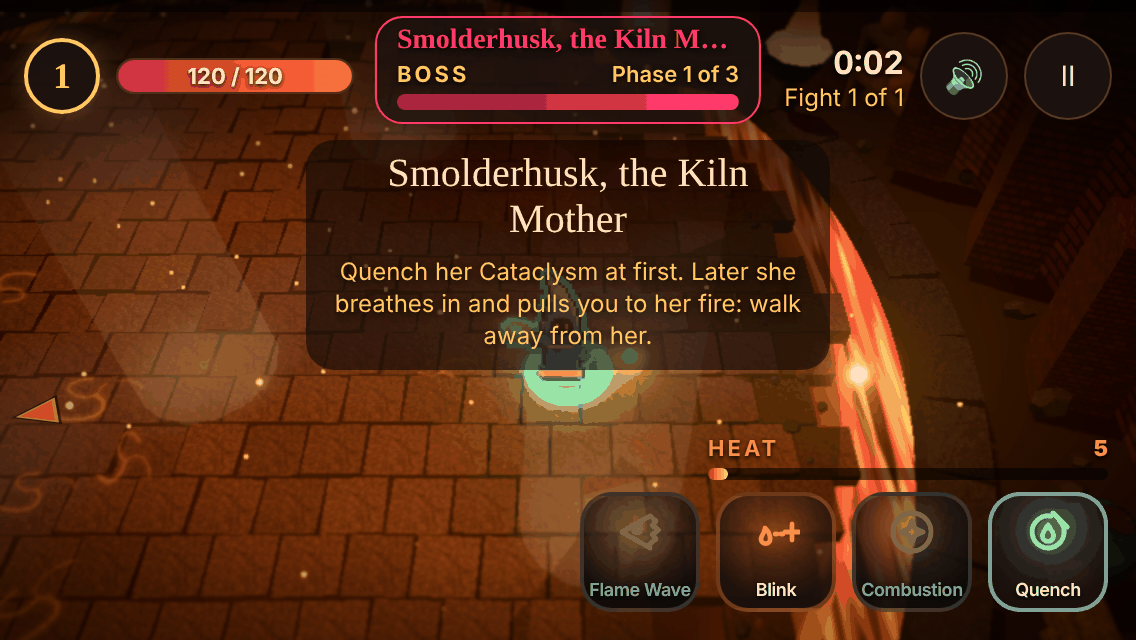 1
120 / 120
Smolderhusk, the Kiln M…
BOSS
Phase 1 of 3
0:02
Fight 1 of 1
Smolderhusk, the Kiln
Mother
Quench her Cataclysm at first. Later she
breathes in and pulls you to her fire: walk
away from her.
HEAT
5
Flame Wave
Blink
Combustion
Quench